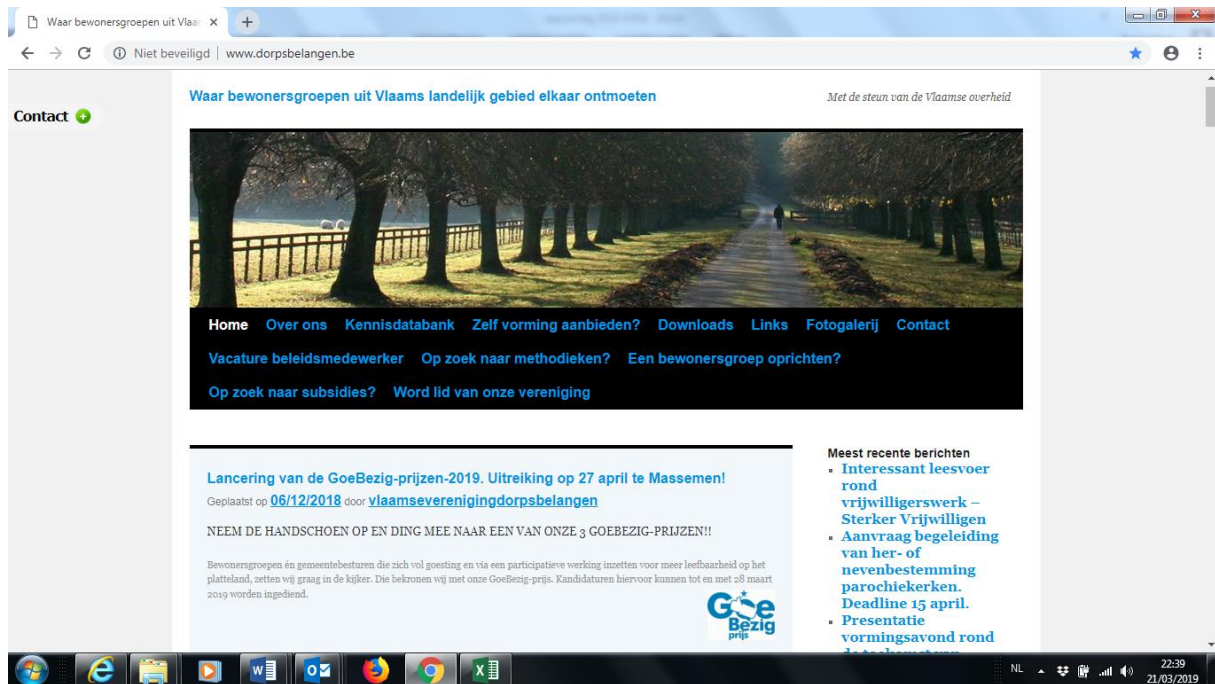 Waar bewonersgroepen uit Vlaa
Niet beveiligd | www.dorpsbelangen.be
Contact
Waar bewonersgroepen uit Vlaams landelijk gebied elkaar ontmoeten
Met de steun van de Vlaamse overheid
Home Over ons Kennisdatabank Zelf vorming aanbieden? Downloads Links Fotogalerij Contact
Vacature beleidsmedewerker Op zoek naar methodieken? Een bewonersgroep oprichten?
Op zoek naar subsidies? Word lid van onze vereniging
Lancering van de GoeBezig-prijzen-2019. Uitreiking op 27 april te Massemen!
Geplaatst op 06/12/2018 door vlaamseverenigingdorpsbelangen
NEEM DE HANDSCHOEN OP EN DING MEE NAAR EEN VAN ONZE 3 GOEBEZIG-PRIJZEN!!
Bewonersgroepen én gemeentebesturen die zich vol goesting en via een participatieve werking inzetten voor meer leefbaarheid op het
platteland, zetten wij graag in de kijker. Die bekronen wij met onze GoeBezig-prijs. Kandidaturen hiervoor kunnen tot en met 28 maart
2019 worden ingediend.
Goe
Bezig
prijs
Meest recente berichten
Interessant leesvoer
rond
vrijwilligerswerk –
Sterker Vrijwilligen
Aanvraag begeleiding
van her- of
nevenbestemming
parochiekerken.
Deadline 15 april.
Presentatie
vormingsavond rond
NL
22:39
21/03/2019